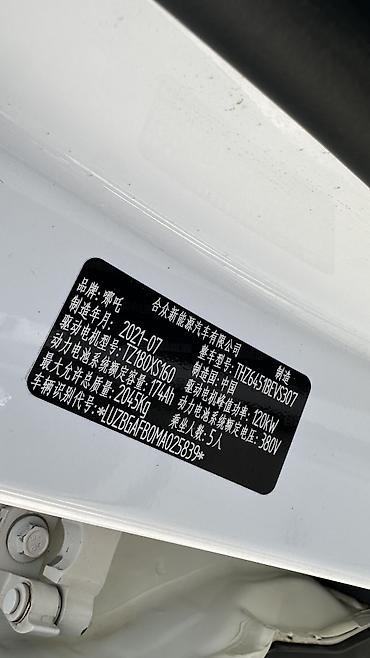 合众新能源汽车有限公司 制造
品牌:哪吒 整车型号:THZ6451BEVS307
制造年月:2021-07 制造国:中国
驱动电机型号:TZ180XS160 驱动电机峰值功率:120KW
动力电池系统额定容量:174Ah 动力电池系统额定电压:380V
最大允许总质量:2045Kg 乘坐人数:5人
车辆识别代号:*LUZBGAFB0MA025839*